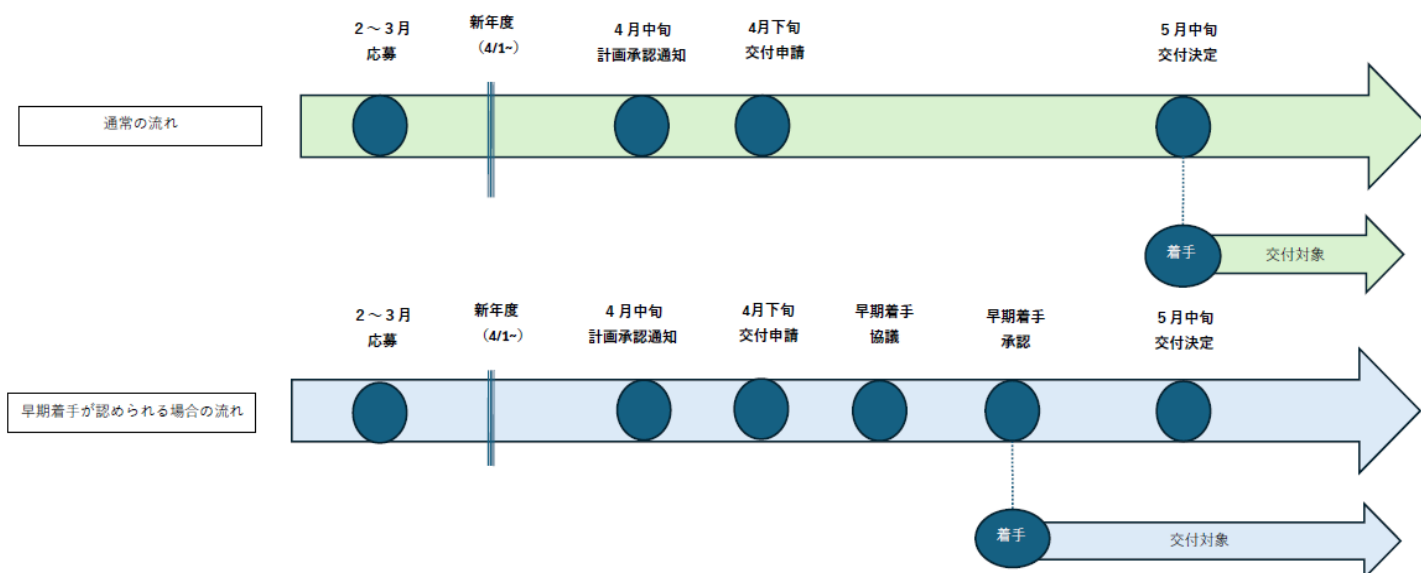 ２～３月
応募
新年度
（4/1~）
４月中旬
計画承認通知
4月下旬
交付申請
５月中旬
交付決定
通常の流れ
着手
交付対象
２～３月
応募
新年度
（4/1~）
４月中旬
計画承認通知
4月下旬
交付申請
早期着手
協議
早期着手
承認
５月中旬
交付決定
早期着手が認められる場合の流れ
着手
交付対象